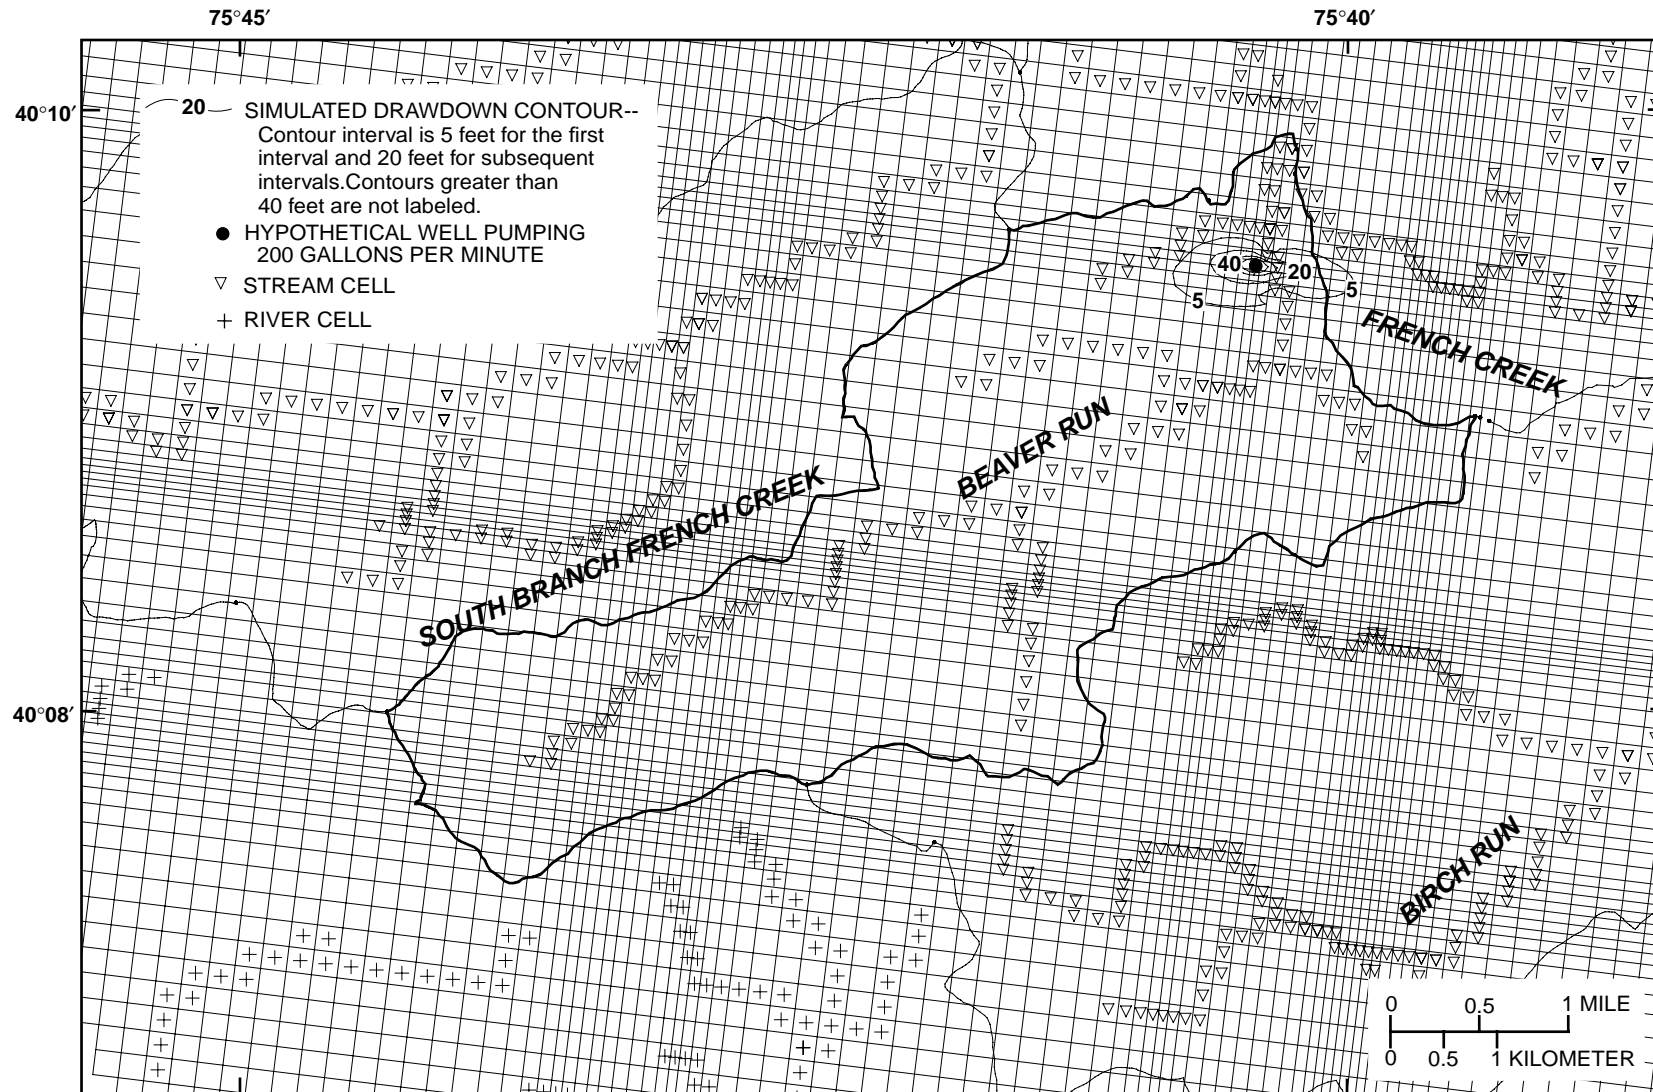 75°45′
75°40′
40°10′
20
SIMULATED DRAWDOWN CONTOUR--
Contour interval is 5 feet for the first
interval and 20 feet for subsequent
intervals.Contours greater than
40 feet are not labeled.
HYPOTHETICAL WELL PUMPING
200 GALLONS PER MINUTE
STREAM CELL
RIVER CELL
40
20
5
5
FRENCH CREEK
BEAVER RUN
SOUTH BRANCH FRENCH CREEK
40°08′
BIRCH RUN
0 0.5 1 MILE
0 0.5 1 KILOMETER